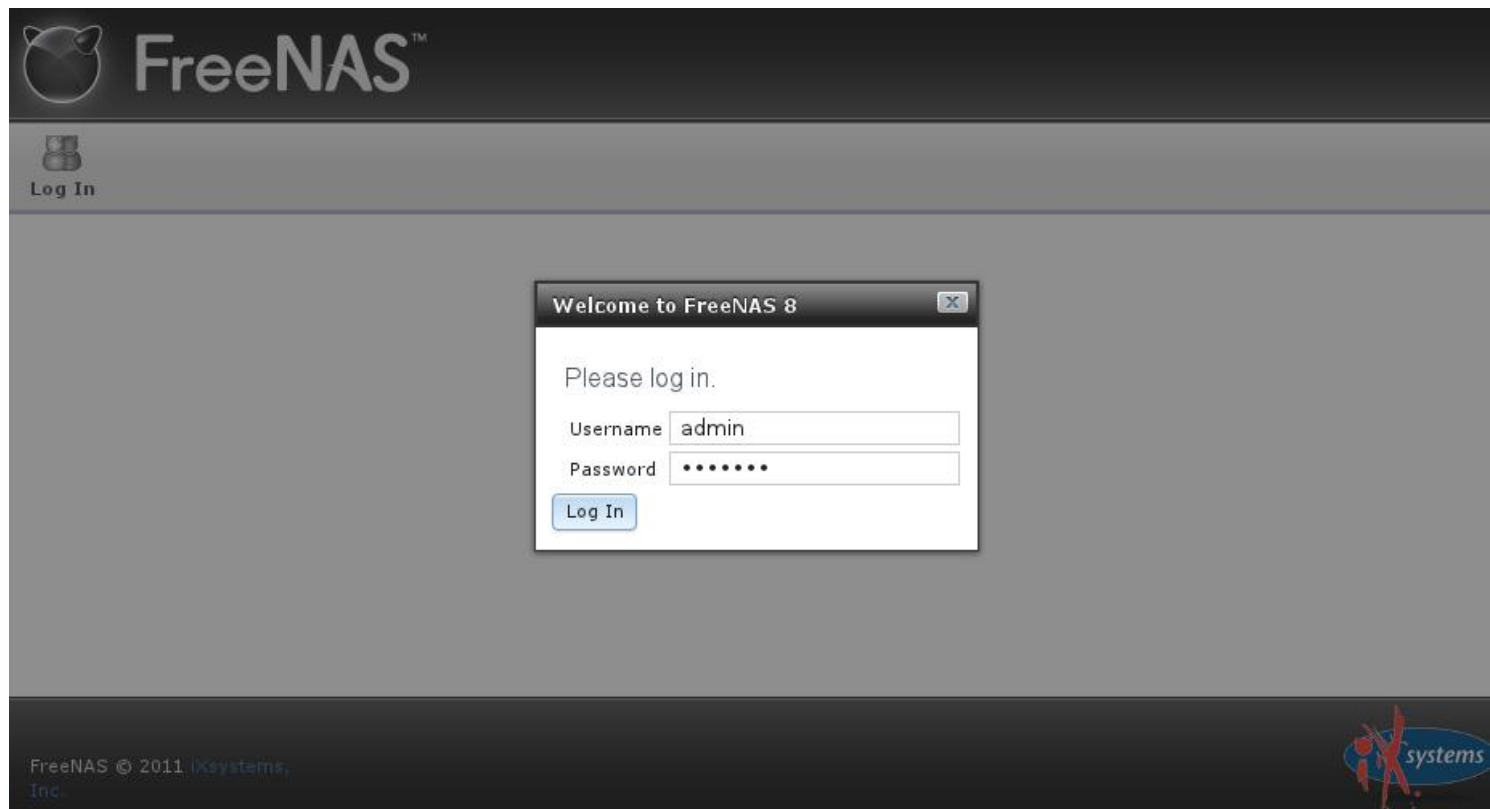 FreeNAS™
Log In
Welcome to FreeNAS 8
X
Please log in.
Username admin
Password •••••••
Log In
FreeNAS © 2011 iXsystems,
Inc.
iX systems